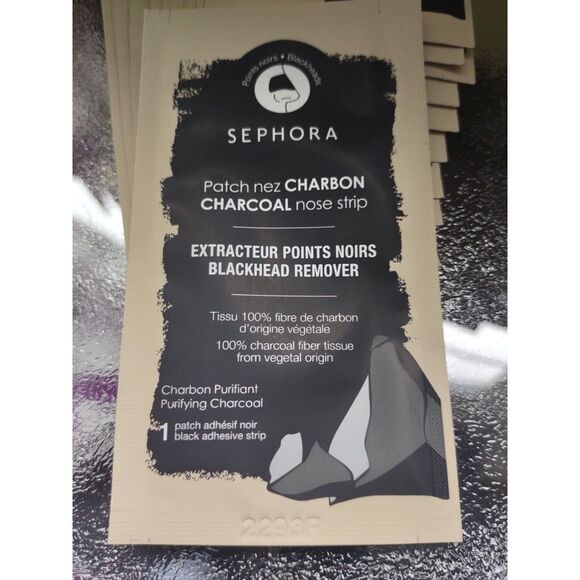 Points noirs • Blackheads
SEPHORA
Patch nez CHARBON
CHARCOAL nose strip
EXTRACTEUR POINTS NOIRS
BLACKHEAD REMOVER
Tissu 100% fibre de charbon
d'origine végétale
100% charcoal fiber tissue
from vegetal origin
Charbon Purifiant
Purifying Charcoal
1 patch adhésif noir
black adhesive strip